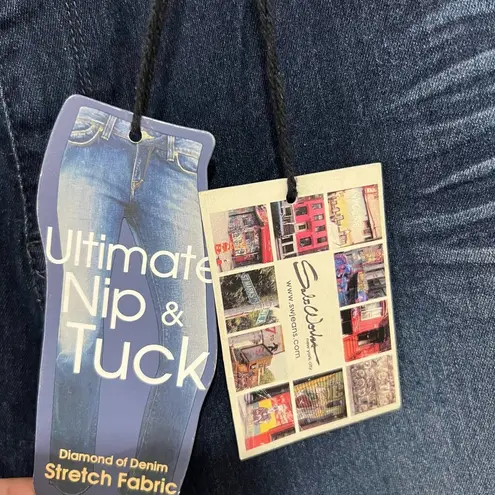 Ultimate
Nip &
Tuck
Diamond of Denim
Stretch Fabric
www.swjeans.com